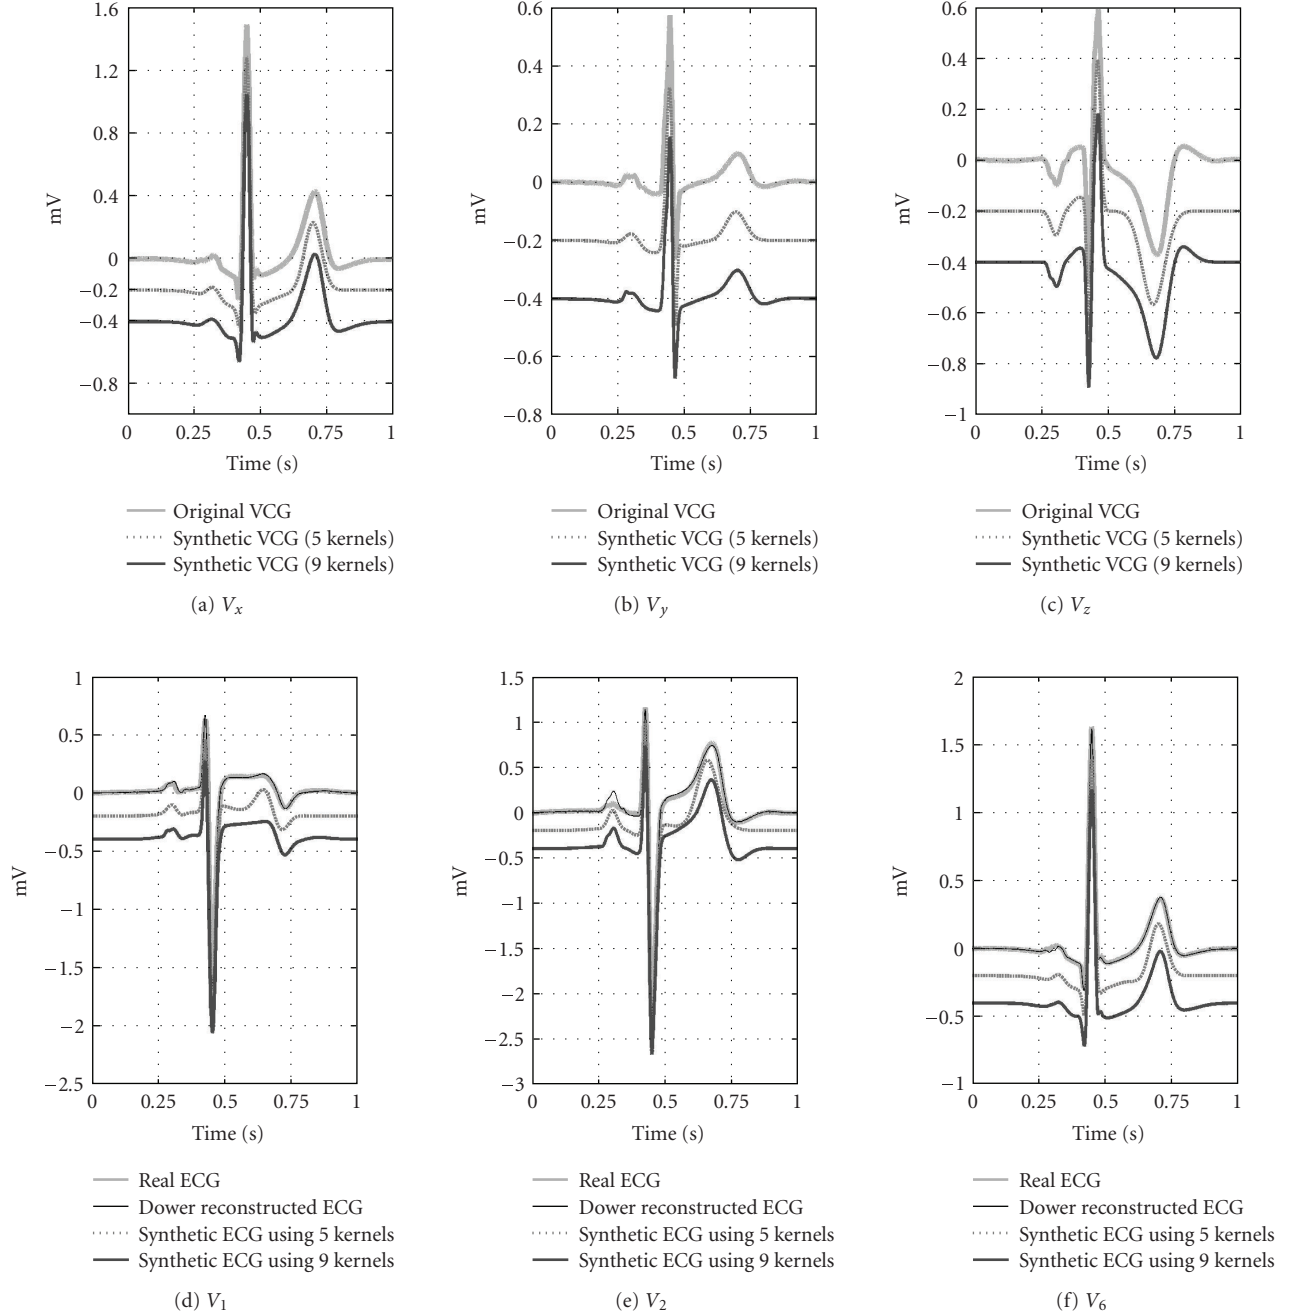 mV
1.6
1.2
0.8
0.4
0
−0.2
−0.4
−0.8
0 0.25 0.5 0.75 1
Time (s)
Original VCG
Synthetic VCG (5 kernels)
Synthetic VCG (9 kernels)
(a) Vx
mV
0.6
0.4
0.2
0
−0.2
−0.4
−0.6
−0.8
0 0.25 0.5 0.75 1
Time (s)
Original VCG
Synthetic VCG (5 kernels)
Synthetic VCG (9 kernels)
(b) Vy
mV
0.6
0.4
0.2
0
−0.2
−0.4
−0.6
−0.8
−1
0 0.25 0.5 0.75 1
Time (s)
Original VCG
Synthetic VCG (5 kernels)
Synthetic VCG (9 kernels)
(c) Vz
mV
1
0.5
0
−0.5
−1
−1.5
−2
−2.5
0 0.25 0.5 0.75 1
Time (s)
Real ECG
Dower reconstructed ECG
Synthetic ECG using 5 kernels
Synthetic ECG using 9 kernels
(d) V1
mV
1.5
1
0.5
0
−0.5
−1
−1.5
−2
−2.5
−3
0 0.25 0.5 0.75 1
Time (s)
Real ECG
Dower reconstructed ECG
Synthetic ECG using 5 kernels
Synthetic ECG using 9 kernels
(e) V2
mV
2
1.5
1
0.5
0
−0.5
−1
0 0.25 0.5 0.75 1
Time (s)
Real ECG
Dower reconstructed ECG
Synthetic ECG using 5 kernels
Synthetic ECG using 9 kernels
(f) V6